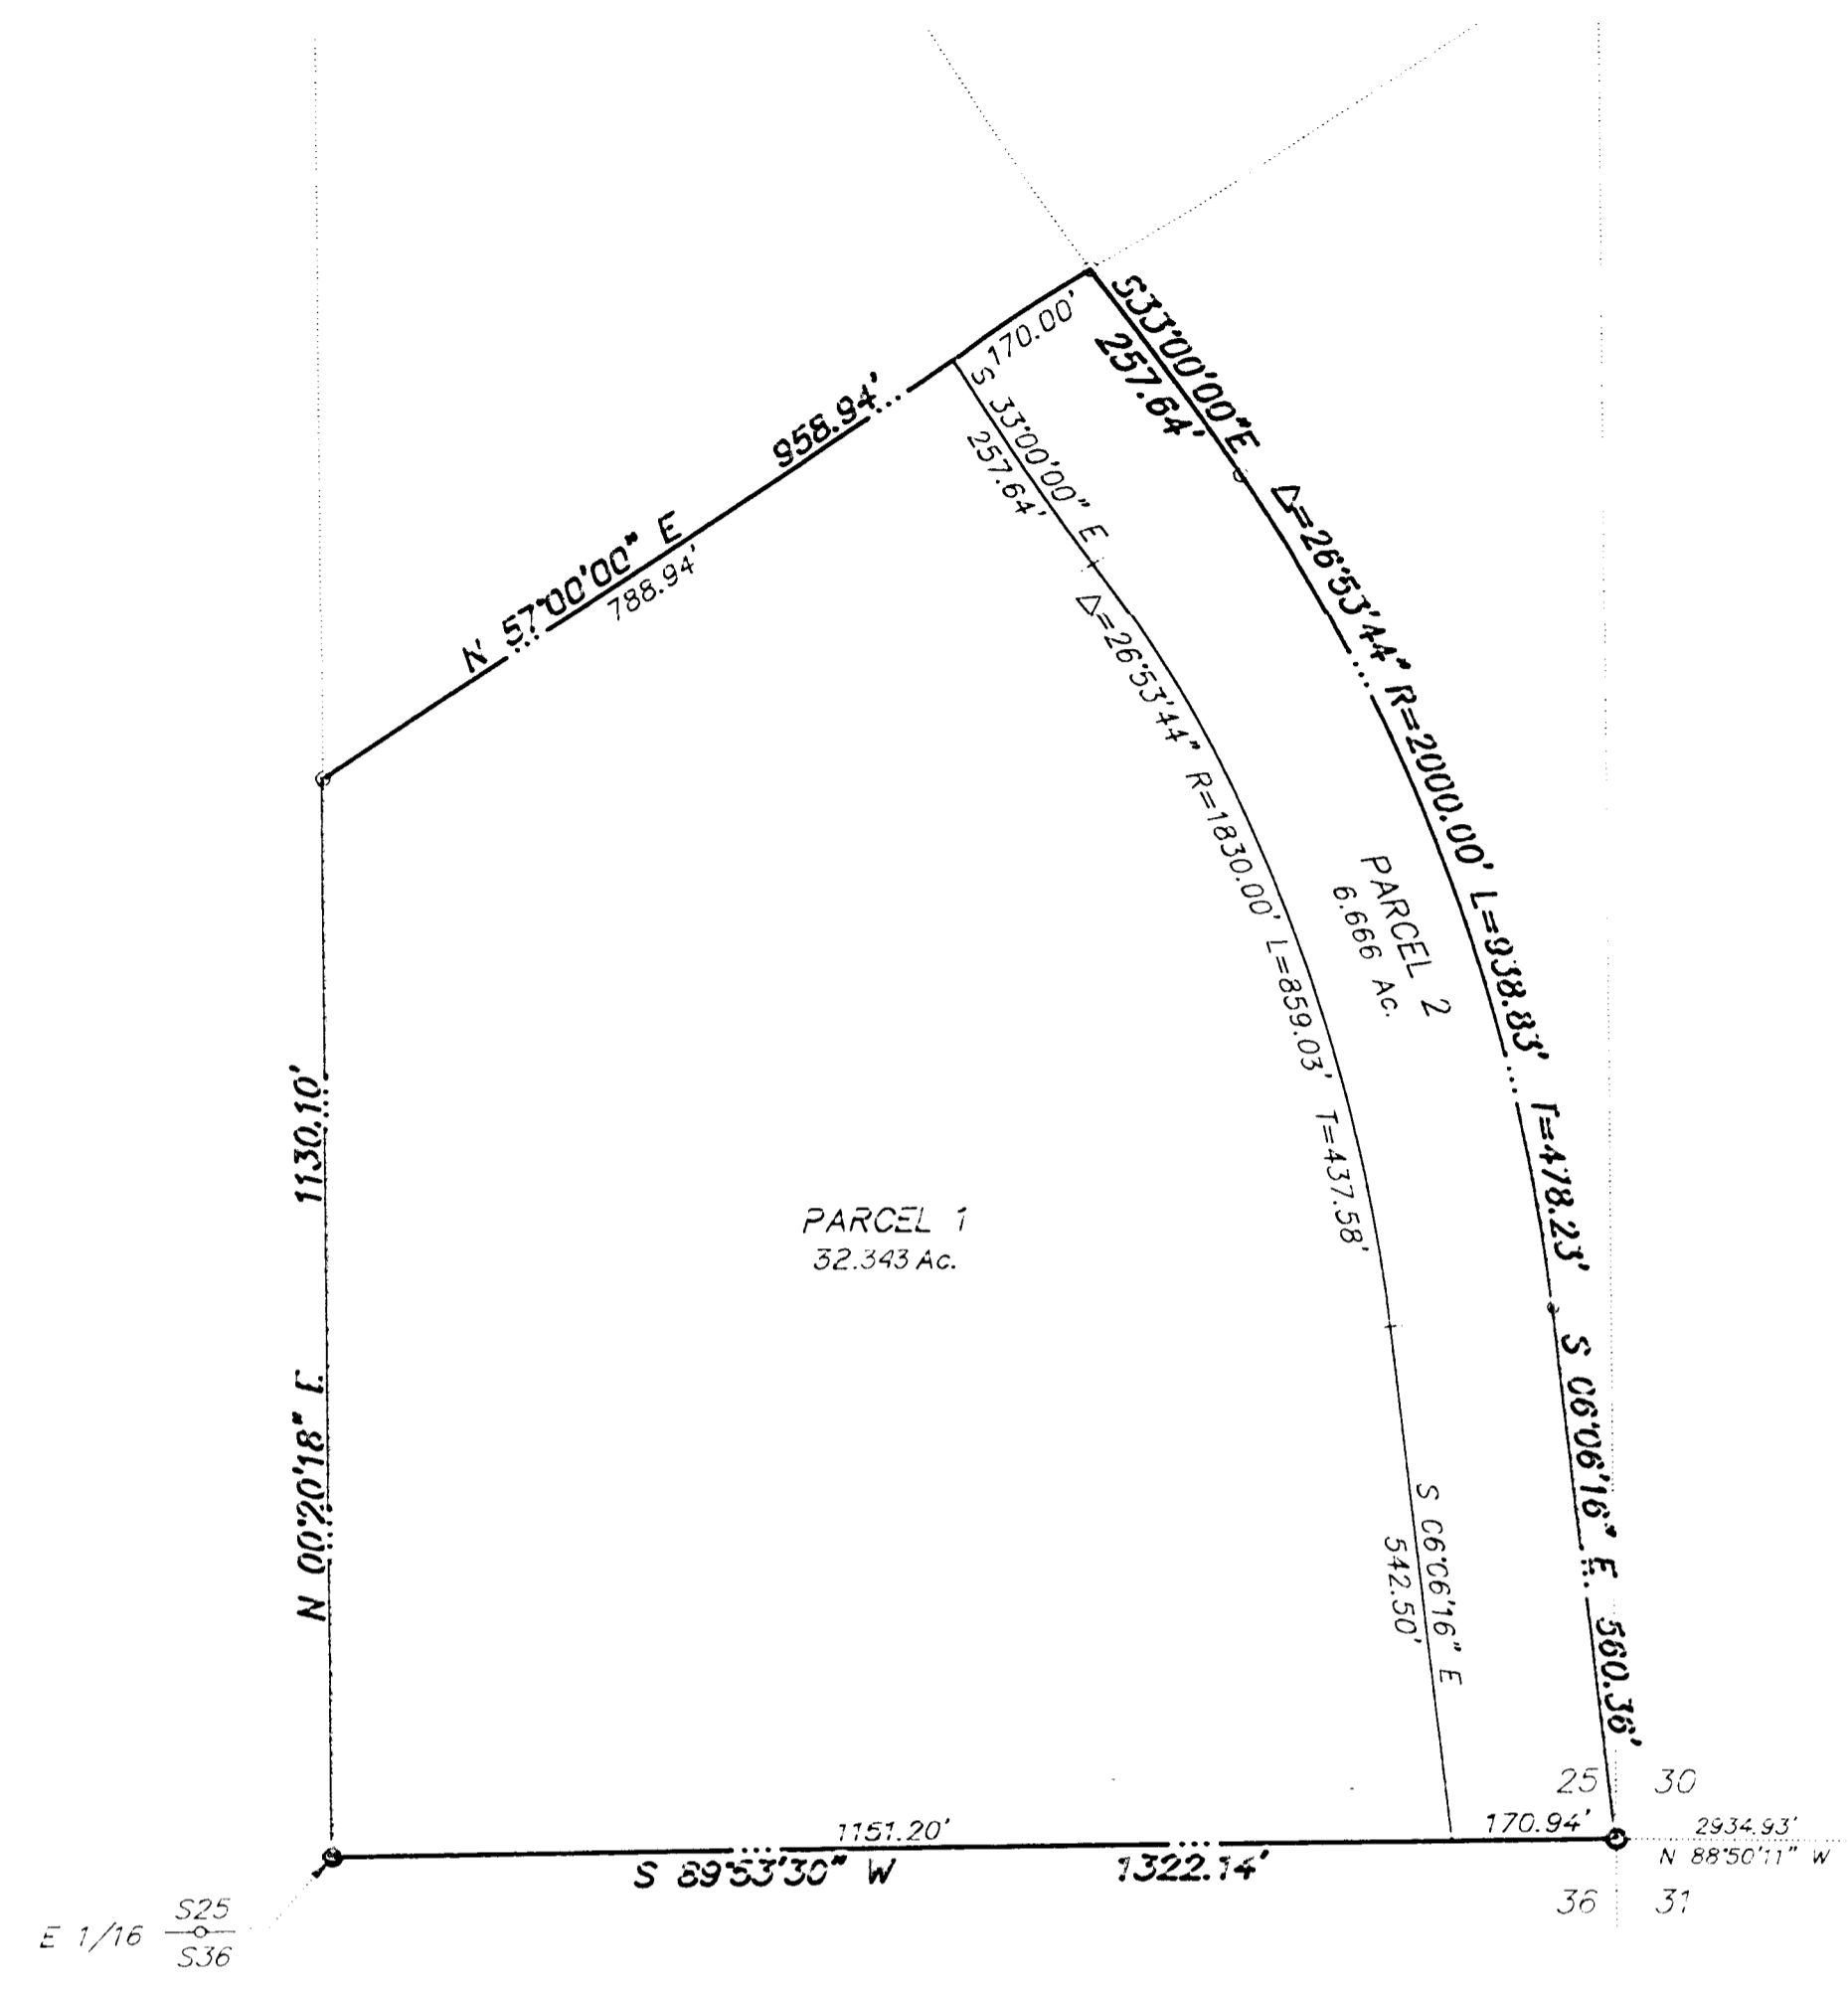 S33°00'00"E
257.64'
170.00'
S 33°00'00" E
257.64'
958.94'
N 57°00'00" E
788.94'
Δ=26°53'44" R=2000.00' L=938.83' T=478.23'
Δ=26°53'44" R=1830.00' L=859.03' T=437.58'
PARCEL 2
6.666 Ac.
1130.10'
N 00°20'18" E
PARCEL 1
32.343 Ac.
S 06°06'16" E 560.36'
S 06°06'16" E
542.50'
25 30
1151.20'
170.94'
2934.93'
S 89°53'30" W 1322.14'
N 88°50'11" W
36 31
E 1/16
S25
S36